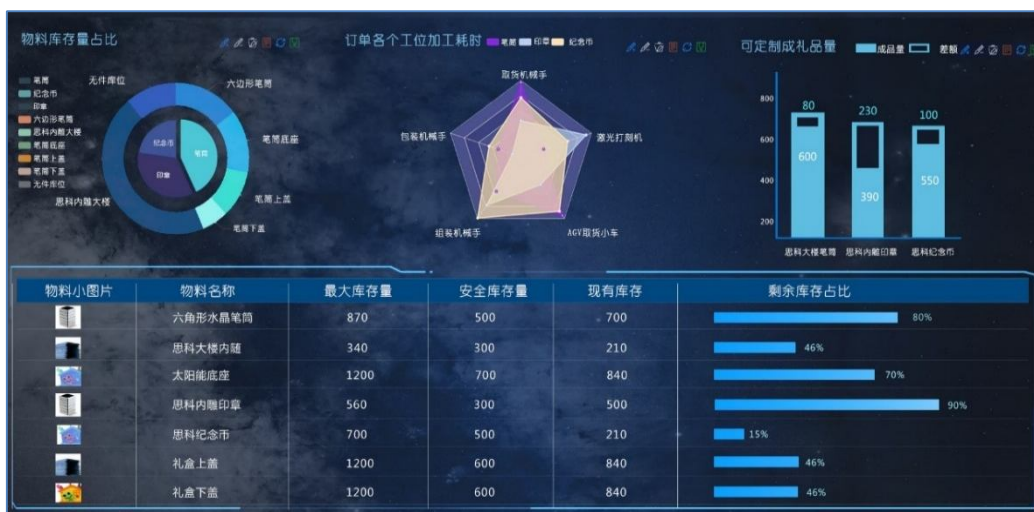 物料库存量占比
笔筒
纪念币
印章
六边形笔筒
思科内雕大楼
笔筒底座
笔筒上盖
笔筒下盖
无件库位
无件库位
六边形笔筒
笔筒底座
笔筒上盖
笔筒下盖
思科内雕大楼
纪念币
笔筒
印章
订单各个工位加工耗时
笔筒 印章 纪念币
取货机械手
包装机械手
激光打刻机
组装机械手
AGV取货小车
可定制成礼品量
成品量 差额
800
600
400
200
80
230
100
600
390
550
思科大楼笔筒 思科内雕印章 思科纪念币
物料小图片 物料名称 最大库存量 安全库存量 现有库存 剩余库存占比
六角形水晶笔筒 870 500 700 80%
思科大楼内随 340 300 210 46%
太阳能底座 1200 700 840 70%
思科内雕印章 560 300 500 90%
思科纪念币 700 500 210 15%
礼盒上盖 1200 600 840 46%
礼盒下盖 1200 600 840 46%